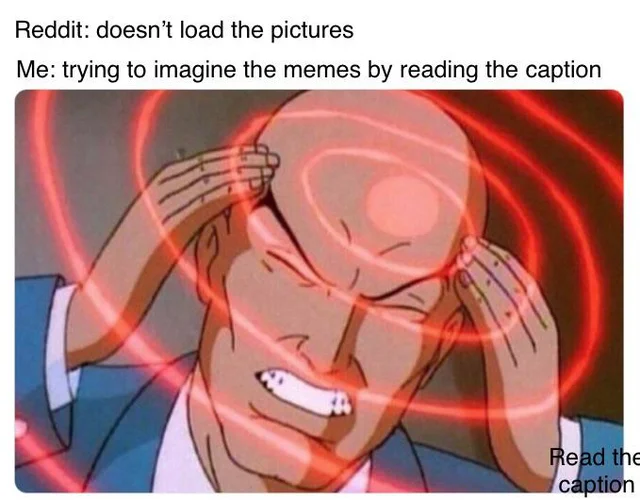 Reddit: doesn’t load the pictures
Me: trying to imagine the memes by reading the caption
Read the
caption